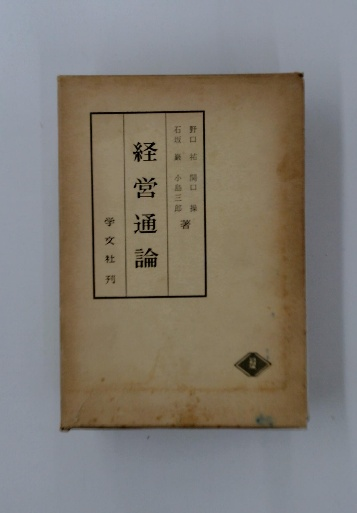 野口 祐 関口 操
石坂 巌 小島三郎
著
経営通論
学文社刊